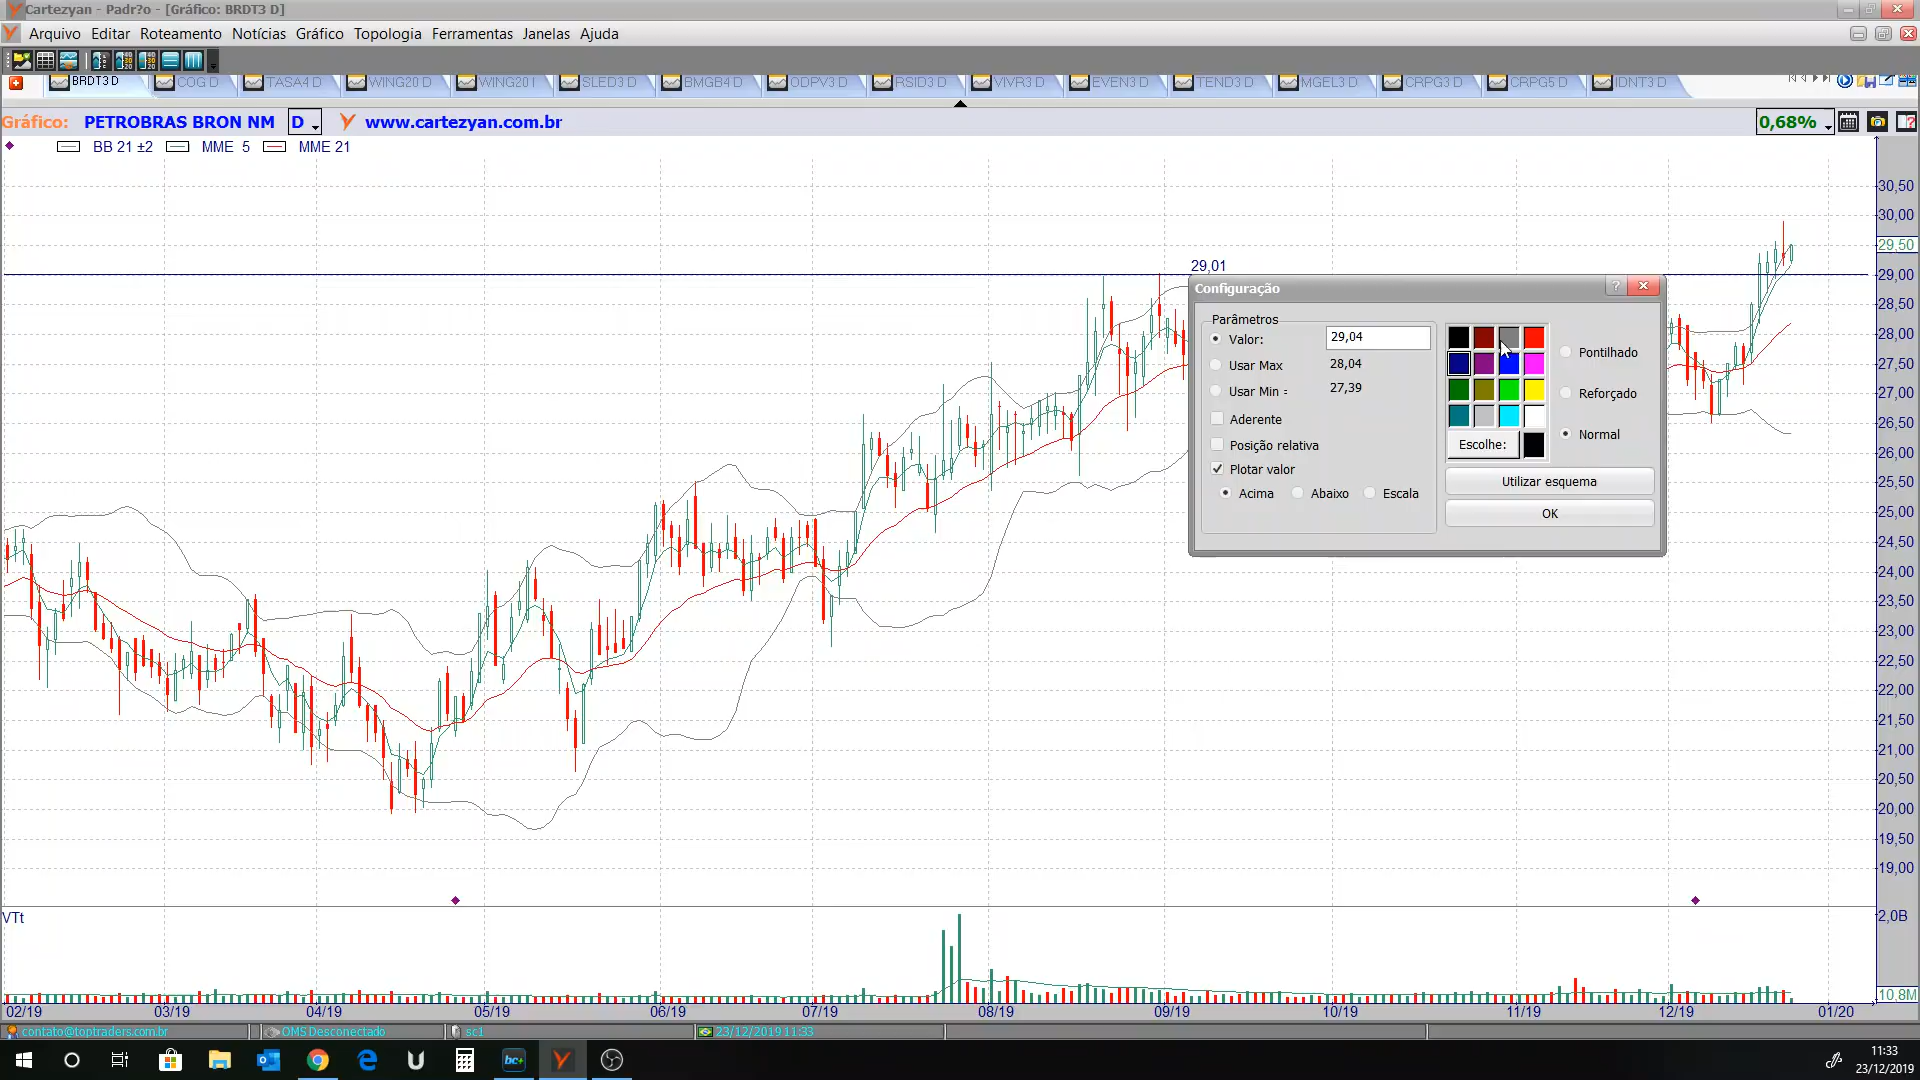 Cartezyan - Padr?o - [Gráfico: BRDT3 D]
Arquivo Editar Roteamento Notícias Gráfico Topologia Ferramentas Janelas Ajuda
BRDT3 D COG D TASA4 D WING20 D WING20 I SLED3 D BMGB4 D ODPV3 D RSID3 D VIVR3 D EVEN3 D TEND3 D MGEL3 D CRPG3 D CRPG5 D IDNT3 D
Gráfico: PETROBRAS BRON NM D www.cartezyan.com.br 0,68%
BB 21 ±2 MME 5 MME 21
30,50
30,00
29,50
29,01
29,00
28,50
28,00
27,50
27,00
26,50
26,00
25,50
25,00
24,50
24,00
23,50
23,00
22,50
22,00
21,50
21,00
20,50
20,00
19,50
19,00
Configuração
Parâmetros
Valor: 29,04
Usar Max 28,04
Usar Min = 27,39
Aderente
Posição relativa
Plotar valor
Acima Abaixo Escala
Pontilhado
Reforçado
Normal
Escolhe:
Utilizar esquema
OK
VTt
2,0B
10,8M
02/19 03/19 04/19 05/19 06/19 07/19 08/19 09/19 10/19 11/19 12/19 01/20
contato@toptraders.com.br OMS Desconectado sc1 23/12/2019 11:33
bc+
11:33
23/12/2019